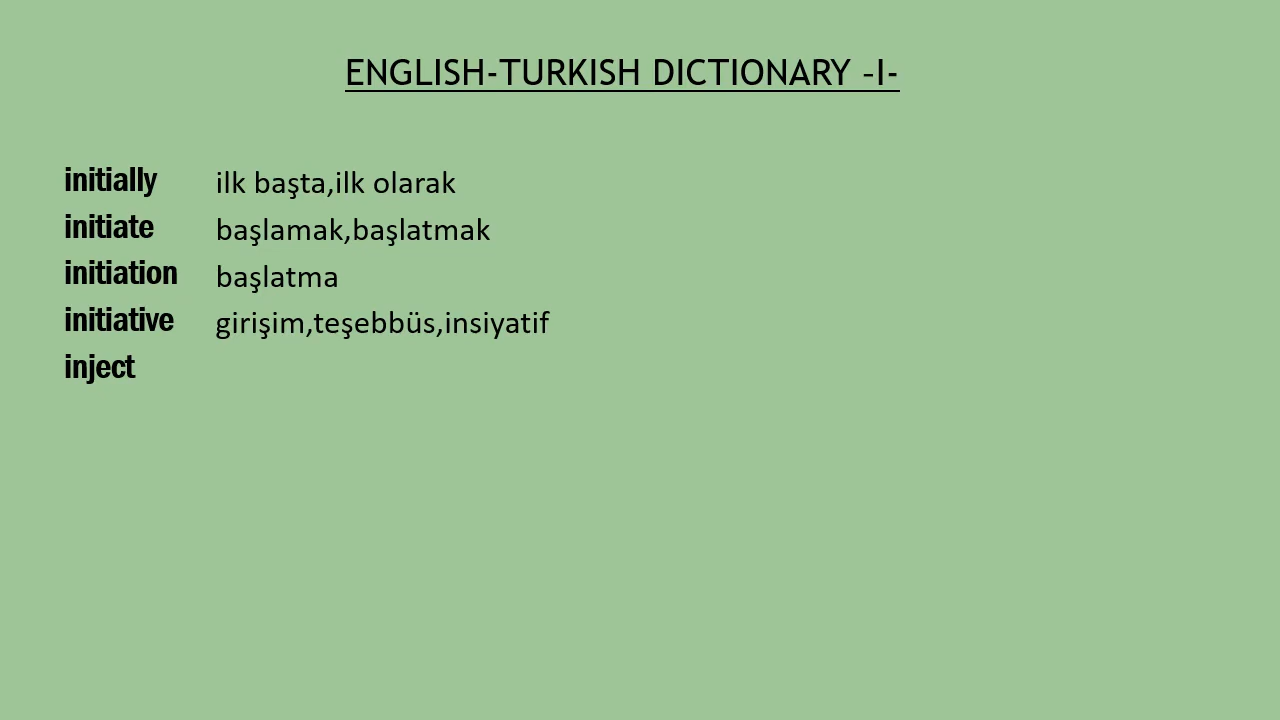 ENGLISH-TURKISH DICTIONARY –I-
initially ilk başta,ilk olarak
initiate başlamak,başlatmak
initiation başlatma
initiative girişim,teşebbüs,insiyatif
inject